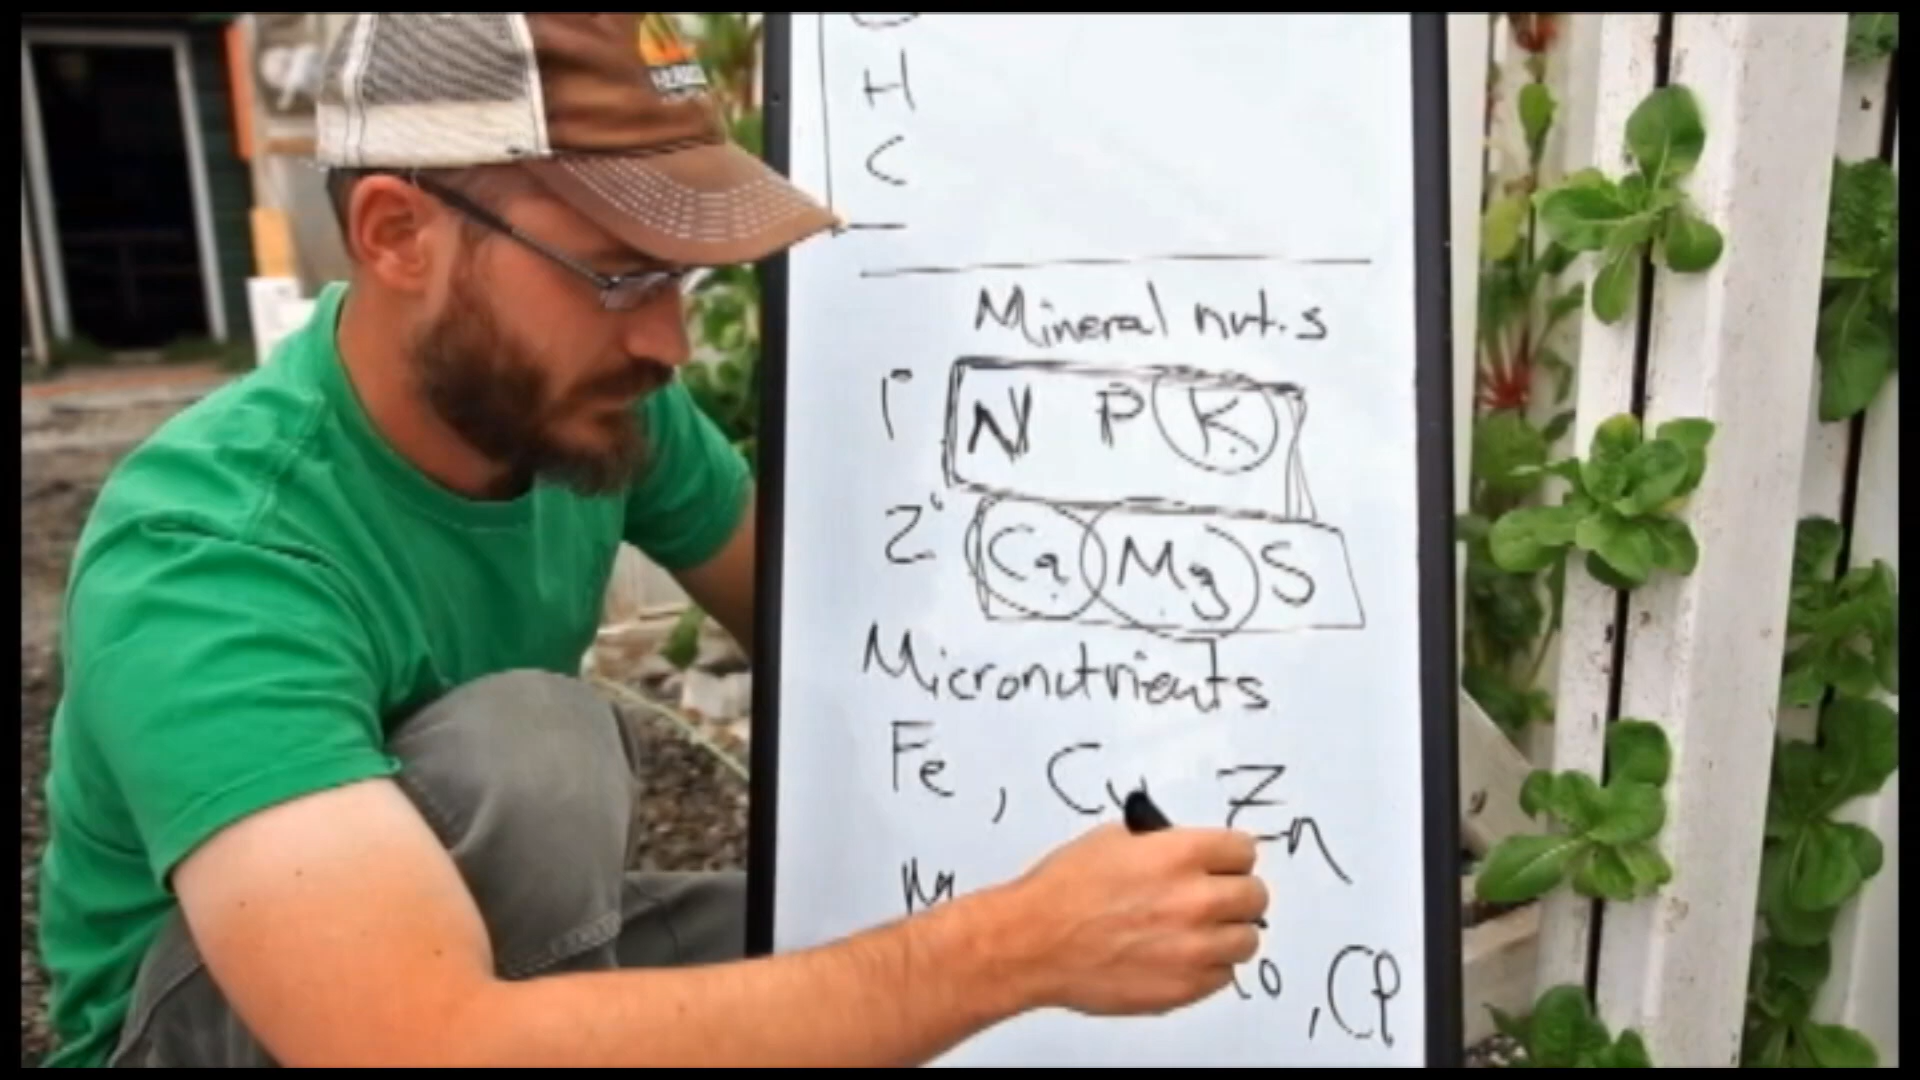 H
C
Mineral nut.s
1° N P K
2° Ca Mg S
Micronutrients
Fe, Cu Zn
, Cl